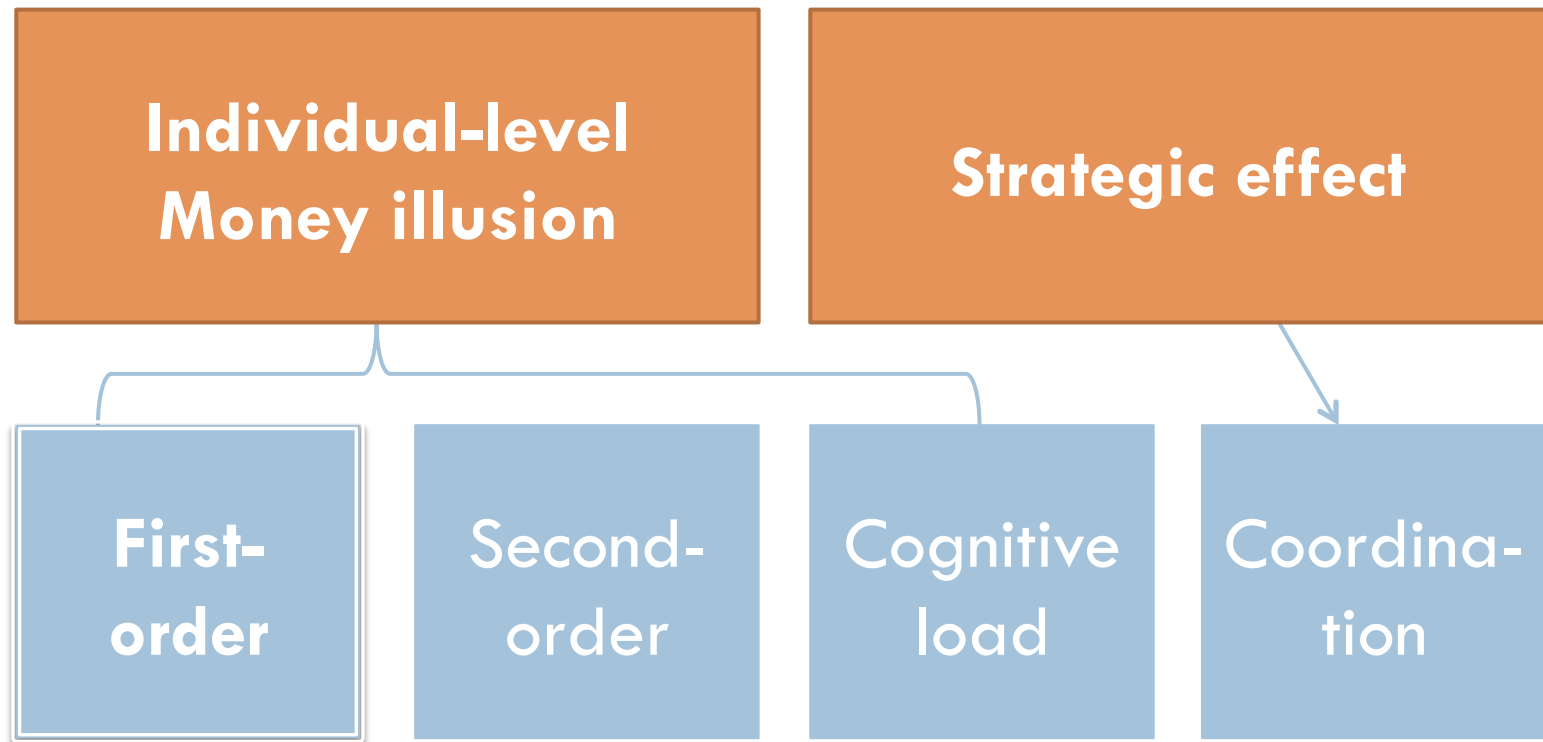 Individual-level
Money illusion
Strategic effect
First-
order
Second-
order
Cognitive
load
Coordina-
tion